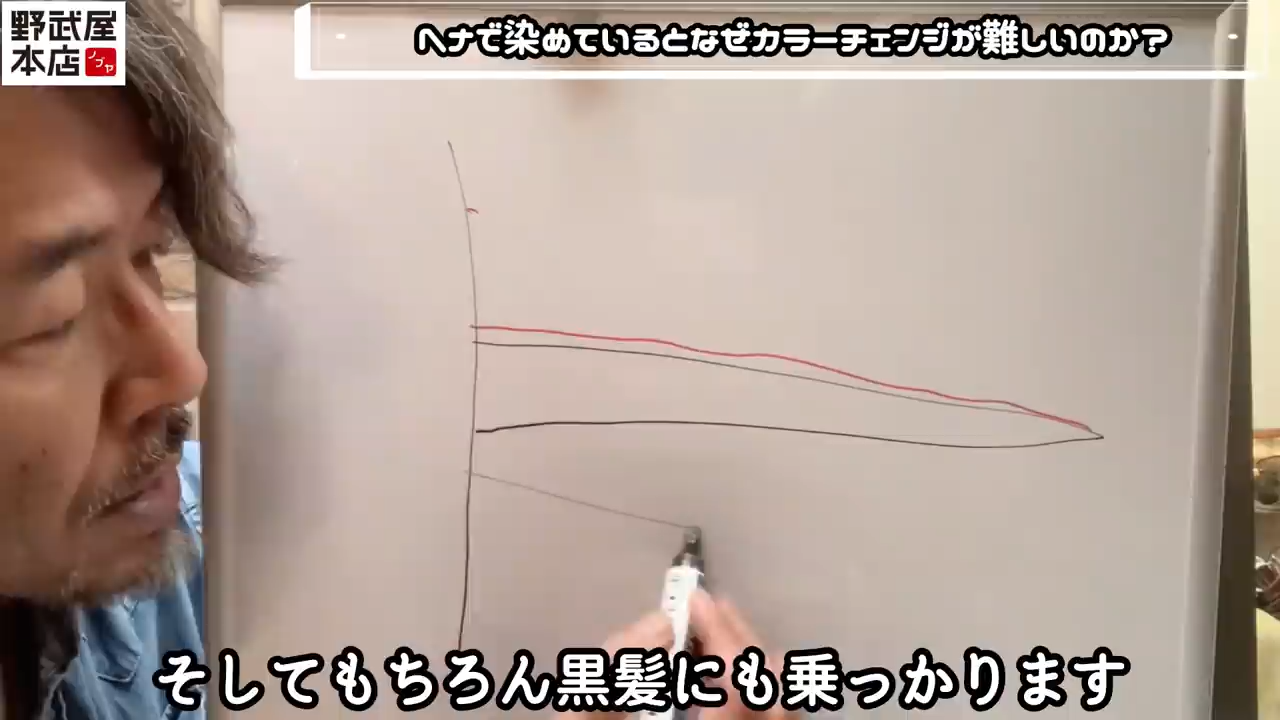 野武屋
本店
ノブヤ
ヘナで染めているとなぜカラーチェンジが難しいのか？
そしてもちろん黒髪にも乗っかります